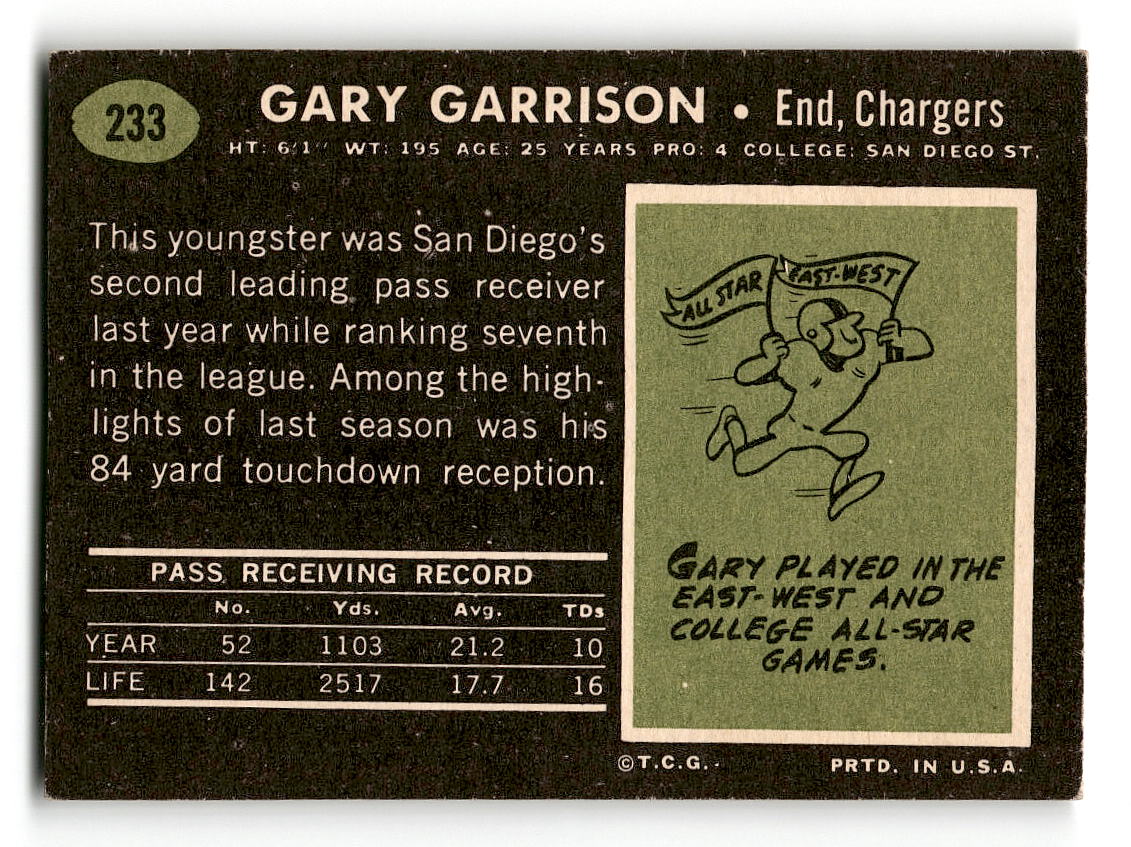 233
GARY GARRISON • End, Chargers
HT: 6'1" WT: 195 AGE: 25 YEARS PRO: 4 COLLEGE: SAN DIEGO ST.
This youngster was San Diego's
second leading pass receiver
last year while ranking seventh
in the league. Among the high-
lights of last season was his
84 yard touchdown reception.
ALL STAR EAST-WEST
GARY PLAYED IN THE
EAST-WEST AND
COLLEGE ALL-STAR
GAMES.
PASS RECEIVING RECORD
No. Yds. Avg. TDs
YEAR 52 1103 21.2 10
LIFE 142 2517 17.7 16
©T.C.G. PRTD. IN U.S.A.